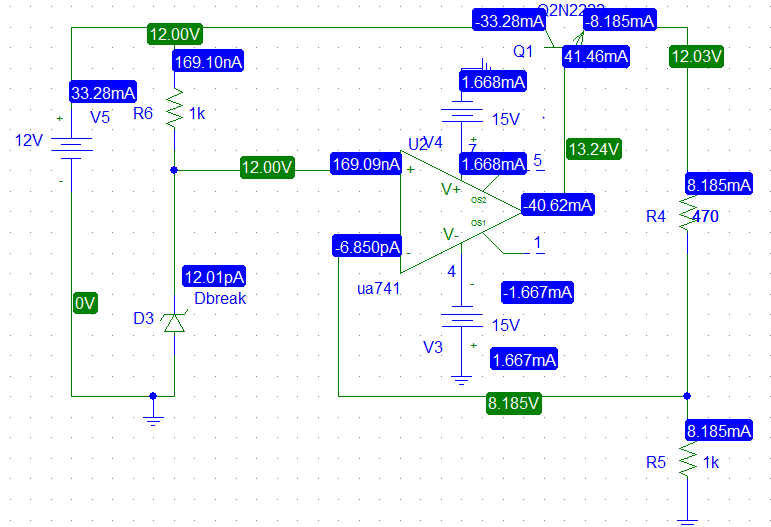 Q2N2222
-33.28mA
-8.185mA
12.00V
Q1
41.46mA
12.03V
169.10nA
1.668mA
33.28mA
+
V5
R6
1k
15V
12V
U2
V4
+
7
13.24V
-
12.00V
169.09nA
1.668mA
5
+
V+
OS2
8.185mA
-40.62mA
R4
470
OS1
-6.850pA
-
V-
1
4
12.01pA
ua741
-
-1.667mA
Dbreak
0V
D3
15V
V3
+
1.667mA
8.185V
8.185mA
R5
1k